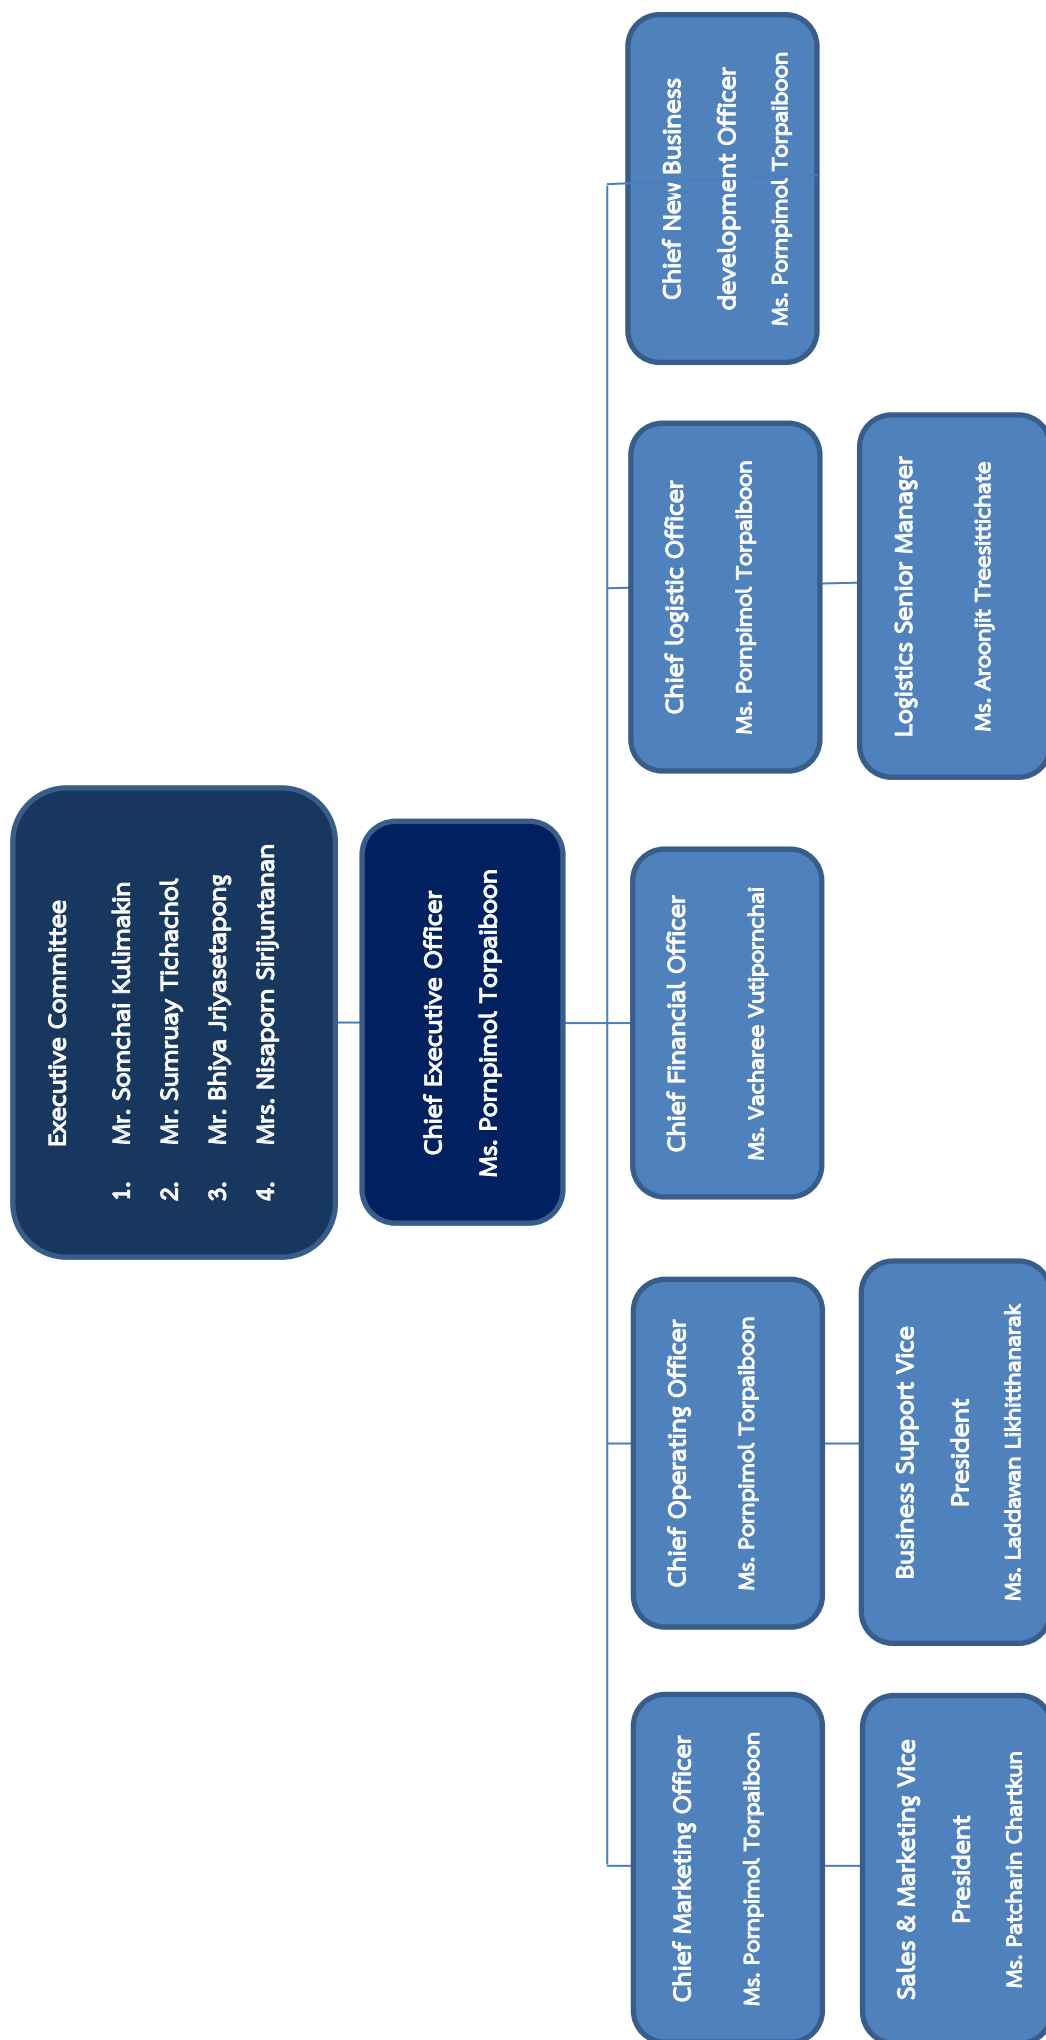 Executive Committee
1. Mr. Somchai Kulimakin
2. Mr. Sumruay Tichachol
3. Mr. Bhiya Jriyasetapong
4. Mrs. Nisaporn Sirijuntanan
Chief Executive Officer
Ms. Pornpimol Torpaiboon
Chief Marketing Officer
Ms. Pornpimol Torpaiboon
Chief Operating Officer
Ms. Pornpimol Torpaiboon
Chief Financial Officer
Ms. Vacharee Vutipornchai
Chief logistic Officer
Ms. Pornpimol Torpaiboon
Chief New Business
development Officer
Ms. Pornpimol Torpaiboon
Sales & Marketing Vice
President
Ms. Patcharin Chartkun
Business Support Vice
President
Ms. Laddawan Likhitthanarak
Logistics Senior Manager
Ms. Aroonjit Treesittichate